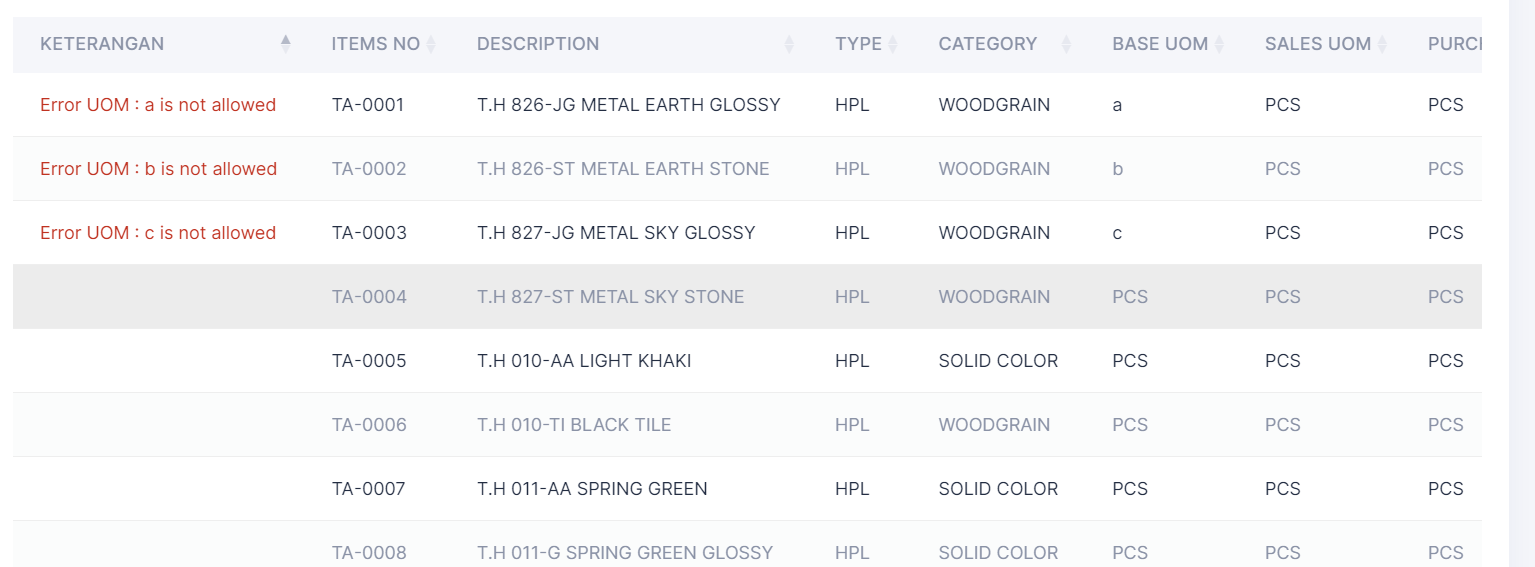 KETERANGAN ITEMS NO DESCRIPTION TYPE CATEGORY BASE UOM SALES UOM
Error UOM : a is not allowed TA-0001 T.H 826-JG METAL EARTH GLOSSY HPL WOODGRAIN a PCS PCS
Error UOM : b is not allowed TA-0002 T.H 826-ST METAL EARTH STONE HPL WOODGRAIN b PCS PCS
Error UOM : c is not allowed TA-0003 T.H 827-JG METAL SKY GLOSSY HPL WOODGRAIN c PCS PCS
TA-0004 T.H 827-ST METAL SKY STONE HPL WOODGRAIN PCS PCS PCS
TA-0005 T.H 010-AA LIGHT KHAKI HPL SOLID COLOR PCS PCS PCS
TA-0006 T.H 010-TI BLACK TILE HPL WOODGRAIN PCS PCS PCS
TA-0007 T.H 011-AA SPRING GREEN HPL SOLID COLOR PCS PCS PCS
TA-0008 T.H 011-G SPRING GREEN GLOSSY HPL SOLID COLOR PCS PCS PCS